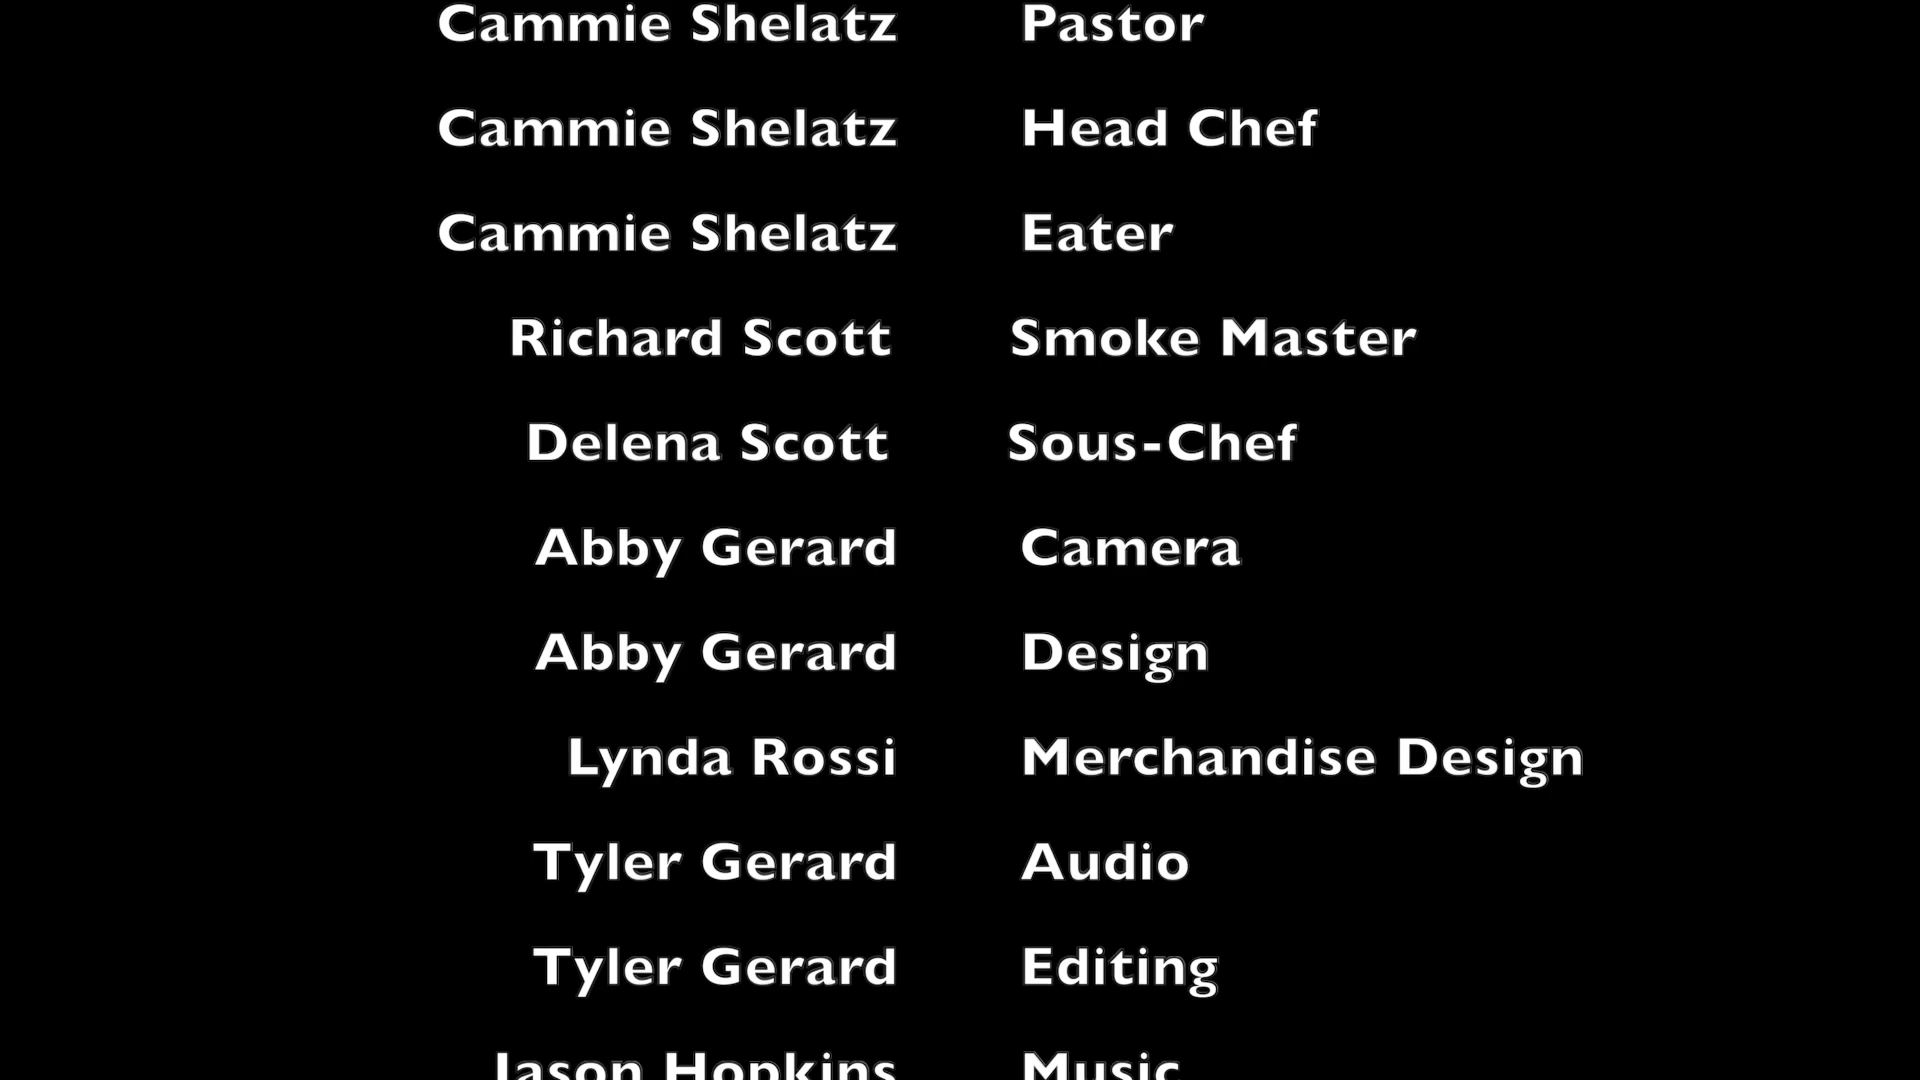 Cammie Shelatz Pastor
Cammie Shelatz Head Chef
Cammie Shelatz Eater
Richard Scott Smoke Master
Delena Scott Sous-Chef
Abby Gerard Camera
Abby Gerard Design
Lynda Rossi Merchandise Design
Tyler Gerard Audio
Tyler Gerard Editing
Jason Hopkins Music